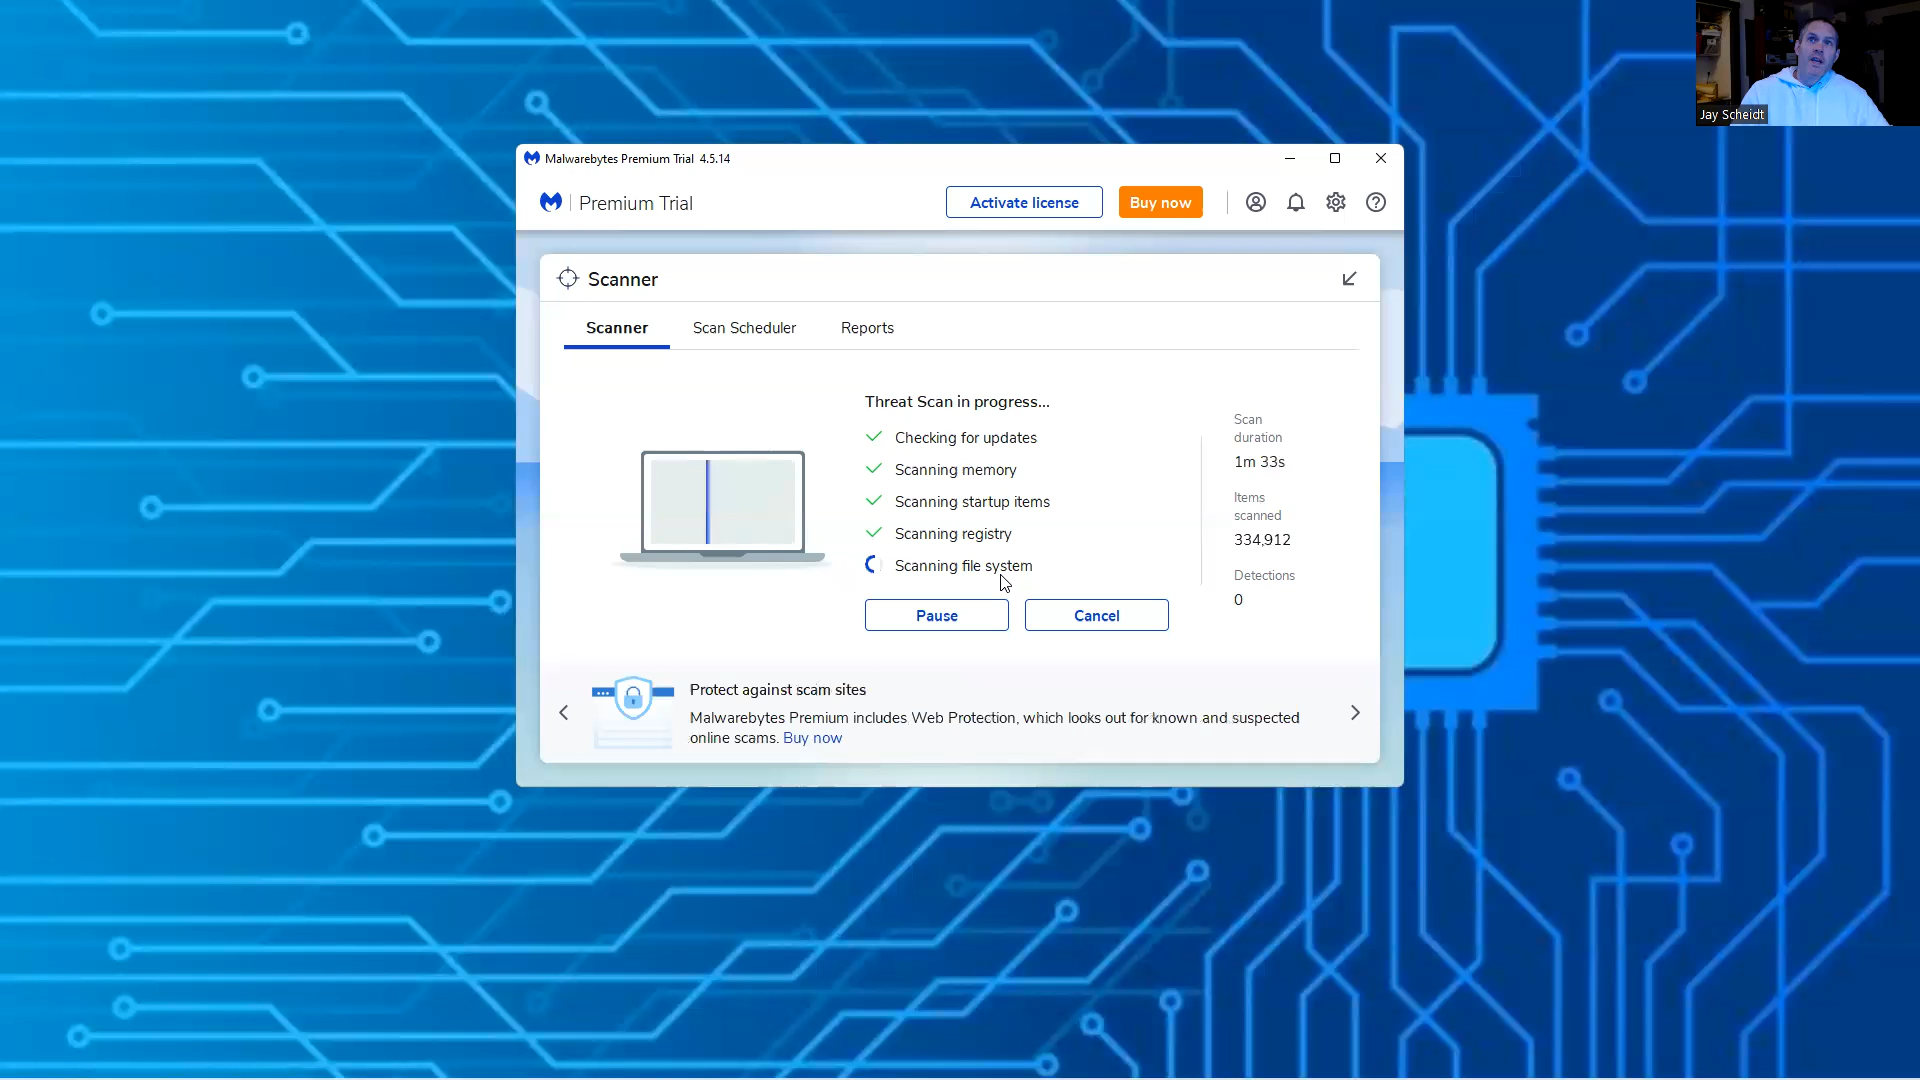 Jay Scheidt
Malwarebytes Premium Trial 4.5.14
Premium Trial
Activate license
Buy now
Scanner
Scanner
Scan Scheduler
Reports
Threat Scan in progress...
Checking for updates
Scanning memory
Scanning startup items
Scanning registry
Scanning file system
Pause
Cancel
Scan
duration
1m 33s
Items
scanned
334,912
Detections
0
Protect against scam sites
Malwarebytes Premium includes Web Protection, which looks out for known and suspected
online scams. Buy now